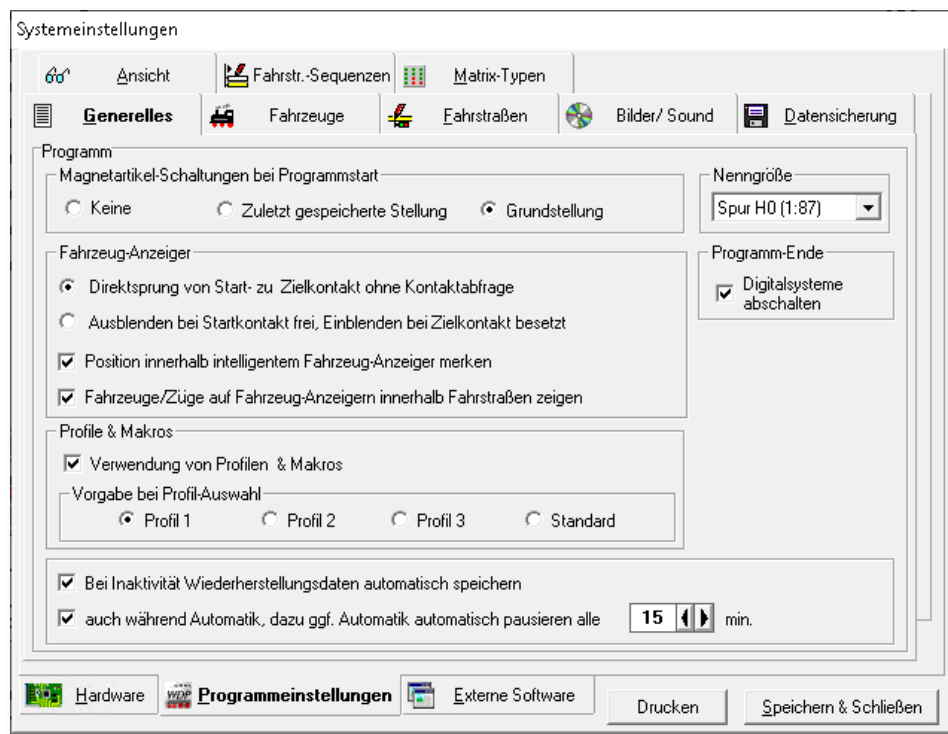 Systemeinstellungen
Ansicht
Fahrstr.-Sequenzen
Matrix-Typen
Generelles
Fahrzeuge
Fahrstraßen
Bilder/ Sound
Datensicherung
Programm
Magnetartikel-Schaltungen bei Programmstart
Keine
Zuletzt gespeicherte Stellung
Grundstellung
Nenngröße
Spur H0 (1:87)
Fahrzeug-Anzeiger
Direktsprung von Start- zu Zielkontakt ohne Kontaktabfrage
Ausblenden bei Startkontakt frei, Einblenden bei Zielkontakt besetzt
Position innerhalb intelligentem Fahrzeug-Anzeiger merken
Fahrzeuge/Züge auf Fahrzeug-Anzeigern innerhalb Fahrstraßen zeigen
Programm-Ende
Digitalsysteme
abschalten
Profile & Makros
Verwendung von Profilen & Makros
Vorgabe bei Profil-Auswahl
Profil 1
Profil 2
Profil 3
Standard
Bei Inaktivität Wiederherstellungsdaten automatisch speichern
auch während Automatik, dazu ggf. Automatik automatisch pausieren alle 15 min.
Hardware
WDP
Programmeinstellungen
Externe Software
Drucken
Speichern & Schließen